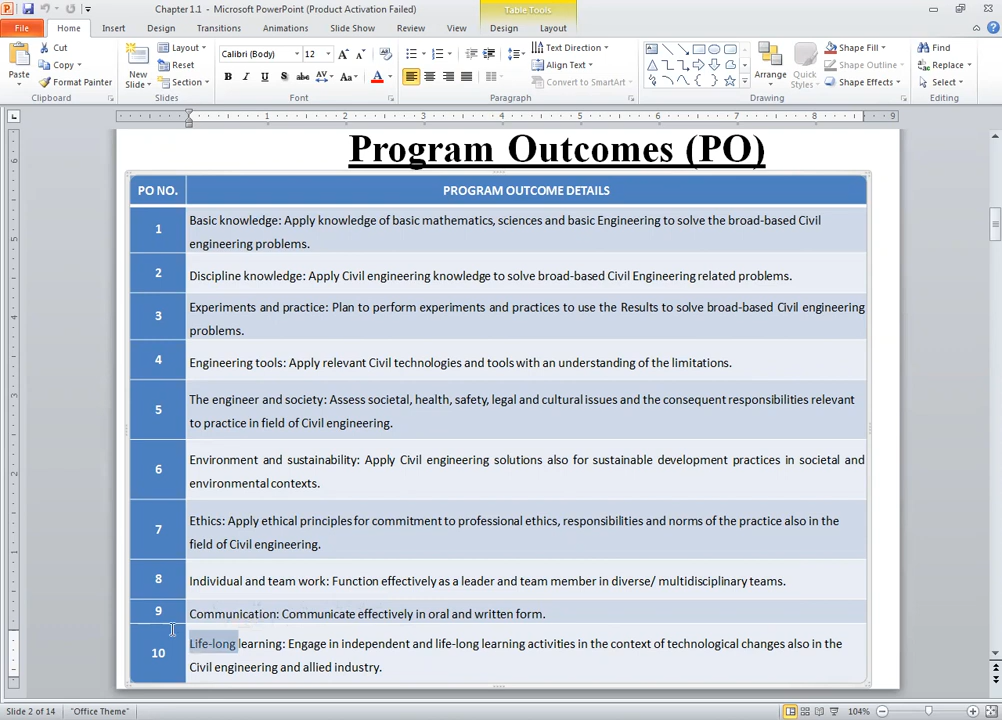 Chapter1.1 - Microsoft PowerPoint (Product Activation Failed)
Table Tools
File Home Insert Design Transitions Animations Slide Show Review View Design Layout
Paste
Cut
Copy
Format Painter
Clipboard
New Slide
Layout
Reset
Delete
Slides
Calibri (Body) 12
Font
Text Direction
Align Text
Convert to SmartArt
Paragraph
Arrange
Quick Styles
Shape Fill
Shape Outline
Shape Effects
Drawing
Find
Replace
Select
Editing
Program Outcomes (PO)
PO NO. PROGRAM OUTCOME DETAILS
1 Basic knowledge: Apply knowledge of basic mathematics, sciences and basic Engineering to solve the broad-based Civil
engineering problems.
2 Discipline knowledge: Apply Civil engineering knowledge to solve broad-based Civil Engineering related problems.
3 Experiments and practice: Plan to perform experiments and practices to use the Results to solve broad-based Civil engineering
problems.
4 Engineering tools: Apply relevant Civil technologies and tools with an understanding of the limitations.
5 The engineer and society: Assess societal, health, safety, legal and cultural issues and the consequent responsibilities relevant
to practice in field of Civil engineering.
6 Environment and sustainability: Apply Civil engineering solutions also for sustainable development practices in societal and
environmental contexts.
7 Ethics: Apply ethical principles for commitment to professional ethics, responsibilities and norms of the practice also in the
field of Civil engineering.
8 Individual and team work: Function effectively as a leader and team member in diverse/ multidisciplinary teams.
9 Communication: Communicate effectively in oral and written form.
10 Life-long learning: Engage in independent and life-long learning activities in the context of technological changes also in the
Civil engineering and allied industry.
Slide 2 of 14 "Office Theme" 104%